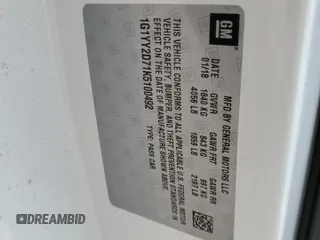 GM
MFD BY GENERAL MOTORS LLC
DATE GVWR GAWR FRT GAWR RR
01/18 1840 KG 843 KG 997 KG
4056 LB 1859 LB 2197 LB
THIS VEHICLE CONFORMS TO ALL APPLICABLE U.S. FEDERAL MOTOR
VEHICLE SAFETY, BUMPER, AND THEFT PREVENTION STANDARDS IN
EFFECT ON THE DATE OF MANUFACTURE SHOWN ABOVE.
1G1YY2D71K5100492 TYPE: PASS CAR
DREAMBID